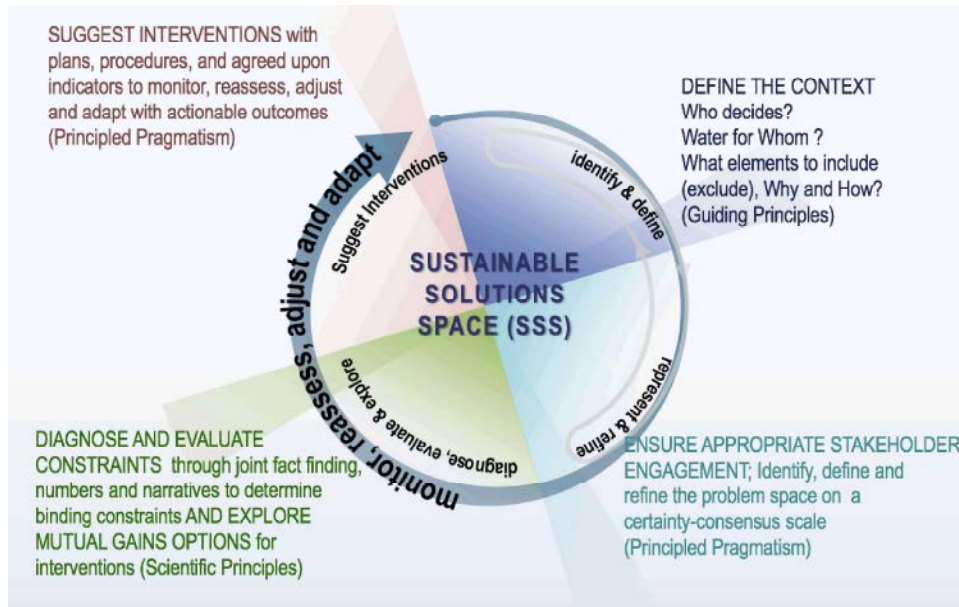 SUGGEST INTERVENTIONS with
plans, procedures, and agreed upon
indicators to monitor, reassess, adjust
and adapt with actionable outcomes
(Principled Pragmatism)
DEFINE THE CONTEXT
Who decides?
Water for Whom ?
What elements to include
(exclude), Why and How?
(Guiding Principles)
identify & define
Suggest Interventions
monitor, reassess, adjust and adapt
SUSTAINABLE
SOLUTIONS
SPACE (SSS)
represent & refine
diagnose, evaluate & explore
DIAGNOSE AND EVALUATE
CONSTRAINTS through joint fact finding,
numbers and narratives to determine
binding constraints AND EXPLORE
MUTUAL GAINS OPTIONS for
interventions (Scientific Principles)
ENSURE APPROPRIATE STAKEHOLDER
ENGAGEMENT; Identify, define and
refine the problem space on a
certainty-consensus scale
(Principled Pragmatism)